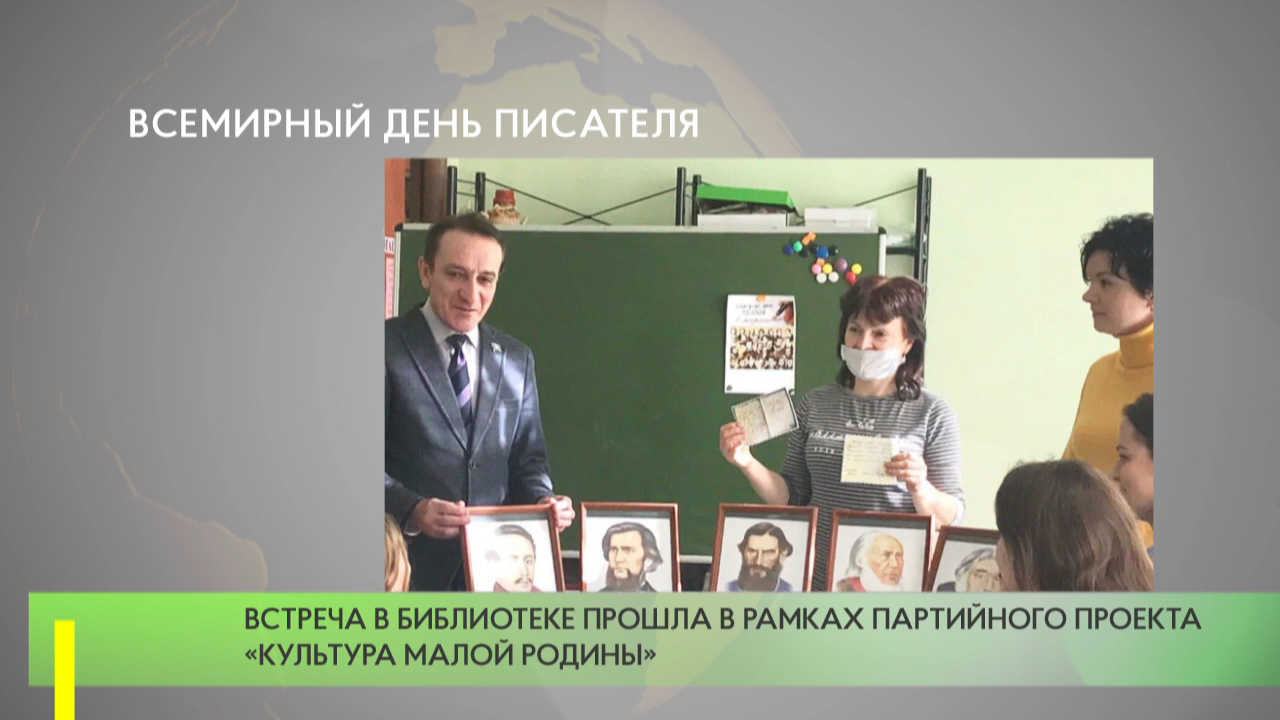 ВСЕМИРНЫЙ ДЕНЬ ПИСАТЕЛЯ
ВСТРЕЧА В БИБЛИОТЕКЕ ПРОШЛА В РАМКАХ ПАРТИЙНОГО ПРОЕКТА
«КУЛЬТУРА МАЛОЙ РОДИНЫ»